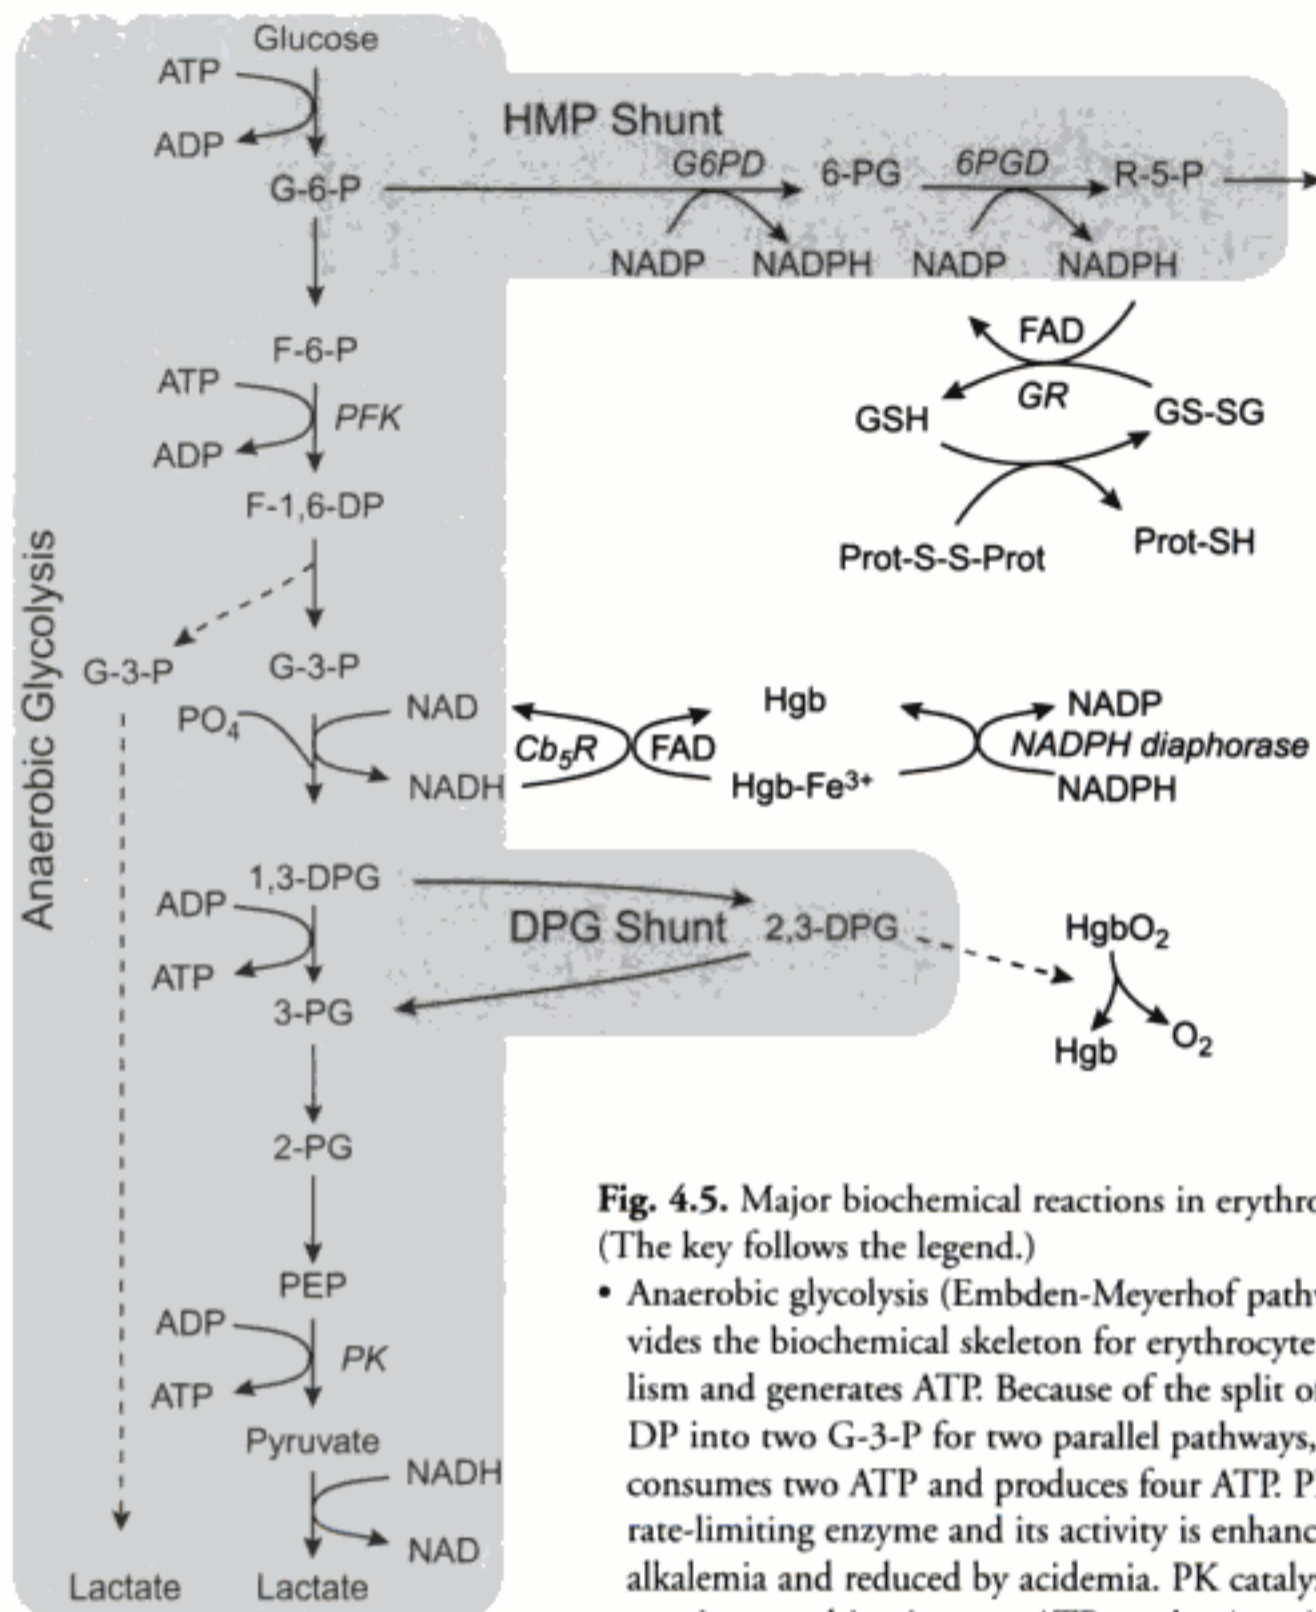 Glucose
ATP
ADP
HMP Shunt
G-6-P
G6PD
6-PG
6PGD
R-5-P
NADP
NADPH
NADP
NADPH
F-6-P
ATP
PFK
ADP
F-1,6-DP
FAD
GR
GSH
GS-SG
Prot-S-S-Prot
Prot-SH
Anaerobic Glycolysis
G-3-P
G-3-P
PO4
NAD
NADH
Cb5R
FAD
Hgb
Hgb-Fe3+
NADP
NADPH diaphorase
NADPH
1,3-DPG
ADP
ATP
DPG Shunt
2,3-DPG
3-PG
HgbO2
Hgb
O2
2-PG
PEP
ADP
PK
ATP
Pyruvate
NADH
NAD
Lactate
Lactate
Fig. 4.5. Major biochemical reactions in erythro
(The key follows the legend.)
• Anaerobic glycolysis (Embden-Meyerhof pathw
vides the biochemical skeleton for erythrocyte
lism and generates ATP. Because of the split o
DP into two G-3-P for two parallel pathways,
consumes two ATP and produces four ATP. P
rate-limiting enzyme and its activity is enhanc
alkalemia and reduced by acidemia. PK cataly